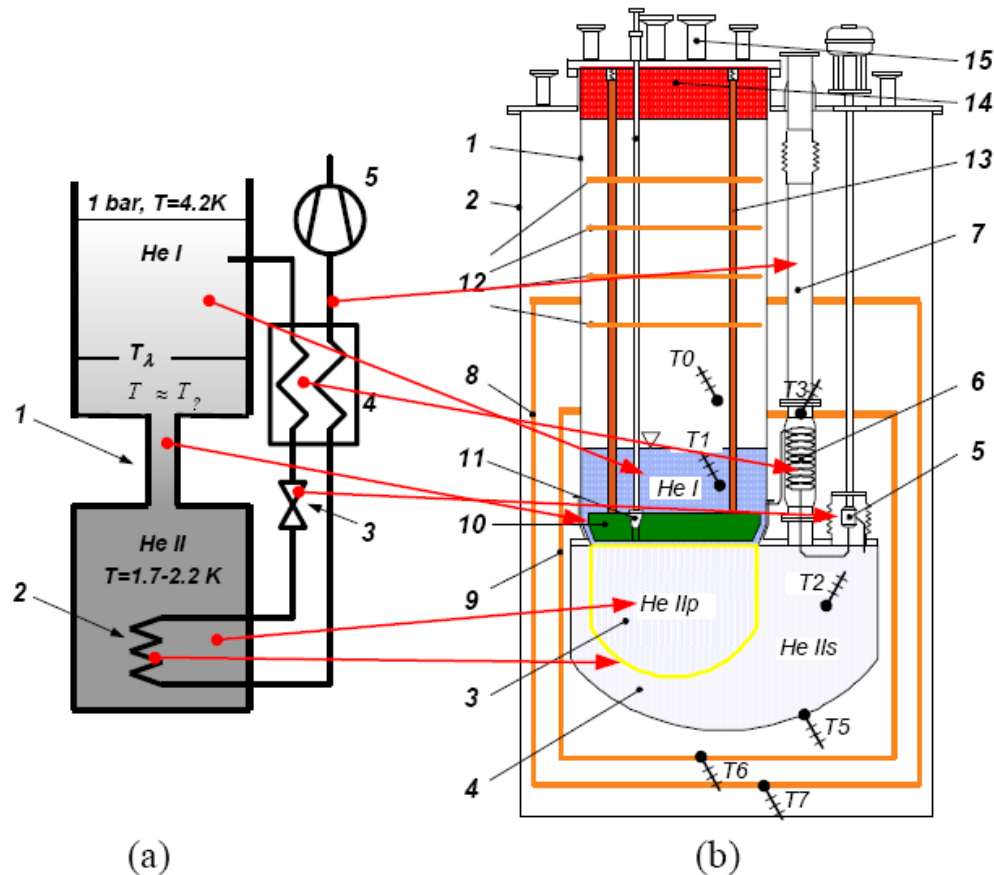 1 bar, T=4.2K
He I
Tλ
T ≈ T?
1
He II
T=1.7-2.2 K
2
3
4
5
(a)
15
14
1
13
2
7
12
T0
8
T3
6
T1
5
11
He I
10
T2
9
He IIp
He IIs
3
T5
4
T6
T7
(b)